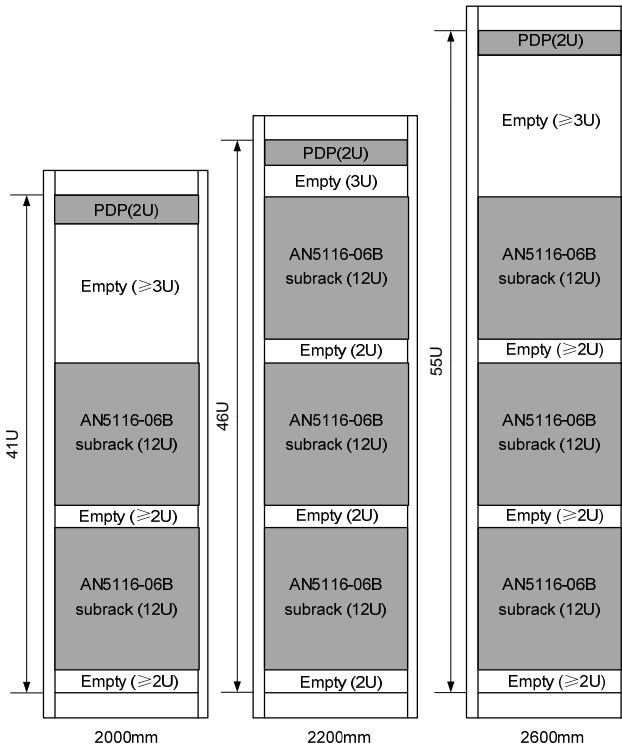 PDP(2U)
Empty (≥3U)
AN5116-06B
subrack (12U)
Empty (≥2U)
AN5116-06B
subrack (12U)
Empty (≥2U)
41U
2000mm
PDP(2U)
Empty (3U)
AN5116-06B
subrack (12U)
Empty (2U)
AN5116-06B
subrack (12U)
Empty (2U)
AN5116-06B
subrack (12U)
Empty (2U)
46U
2200mm
PDP(2U)
Empty (≥3U)
AN5116-06B
subrack (12U)
Empty (≥2U)
AN5116-06B
subrack (12U)
Empty (≥2U)
AN5116-06B
subrack (12U)
Empty (≥2U)
55U
2600mm